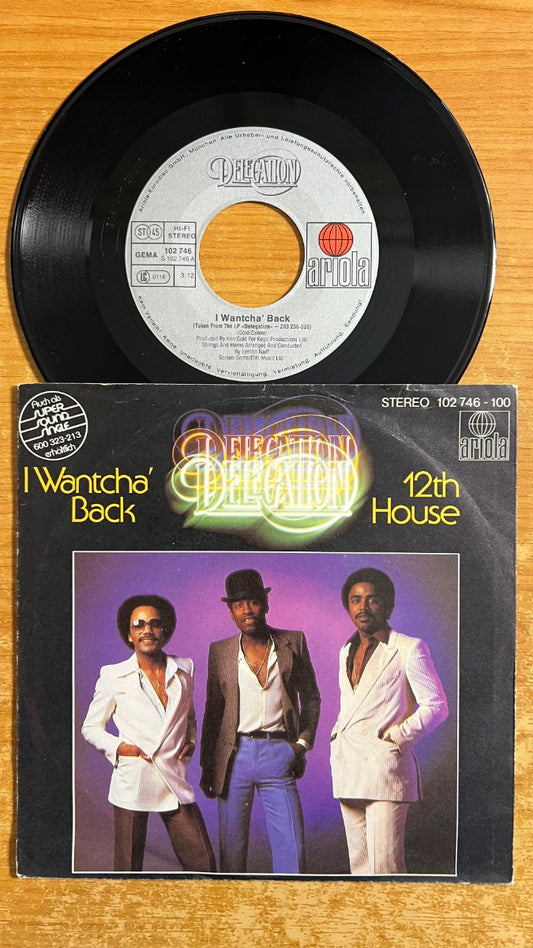 Ariola-Eurodisc GmbH, München. Alle Urheber- und Leistungsschutzrechte vorbehalten
Kein Verleih! Keine unerlaubte Vervielfältigung, Vermietung, Aufführung, Sendung!
DELEGATION
ST 45
HI-FI
STEREO
GEMA
102 746
S 102 746 A
LC 0116
3:12
ariola
I Wantcha' Back
(Taken From The LP »Delegation« — 203 230-320)
(Gold/Denne)
Produced By Ken Gold For Kego Productions Ltd.
Strings And Horns Arranged And Conducted
By Lynton Naiff
Screen Gems/EMI Music Ltd.
Auch als
SUPER
SOUND
SINGLE
600 323-213
erhältlich
STEREO 102 746 - 100
ariola
DELEGATION
DELEGATION
DELEGATION
I Wantcha'
Back
12th
House